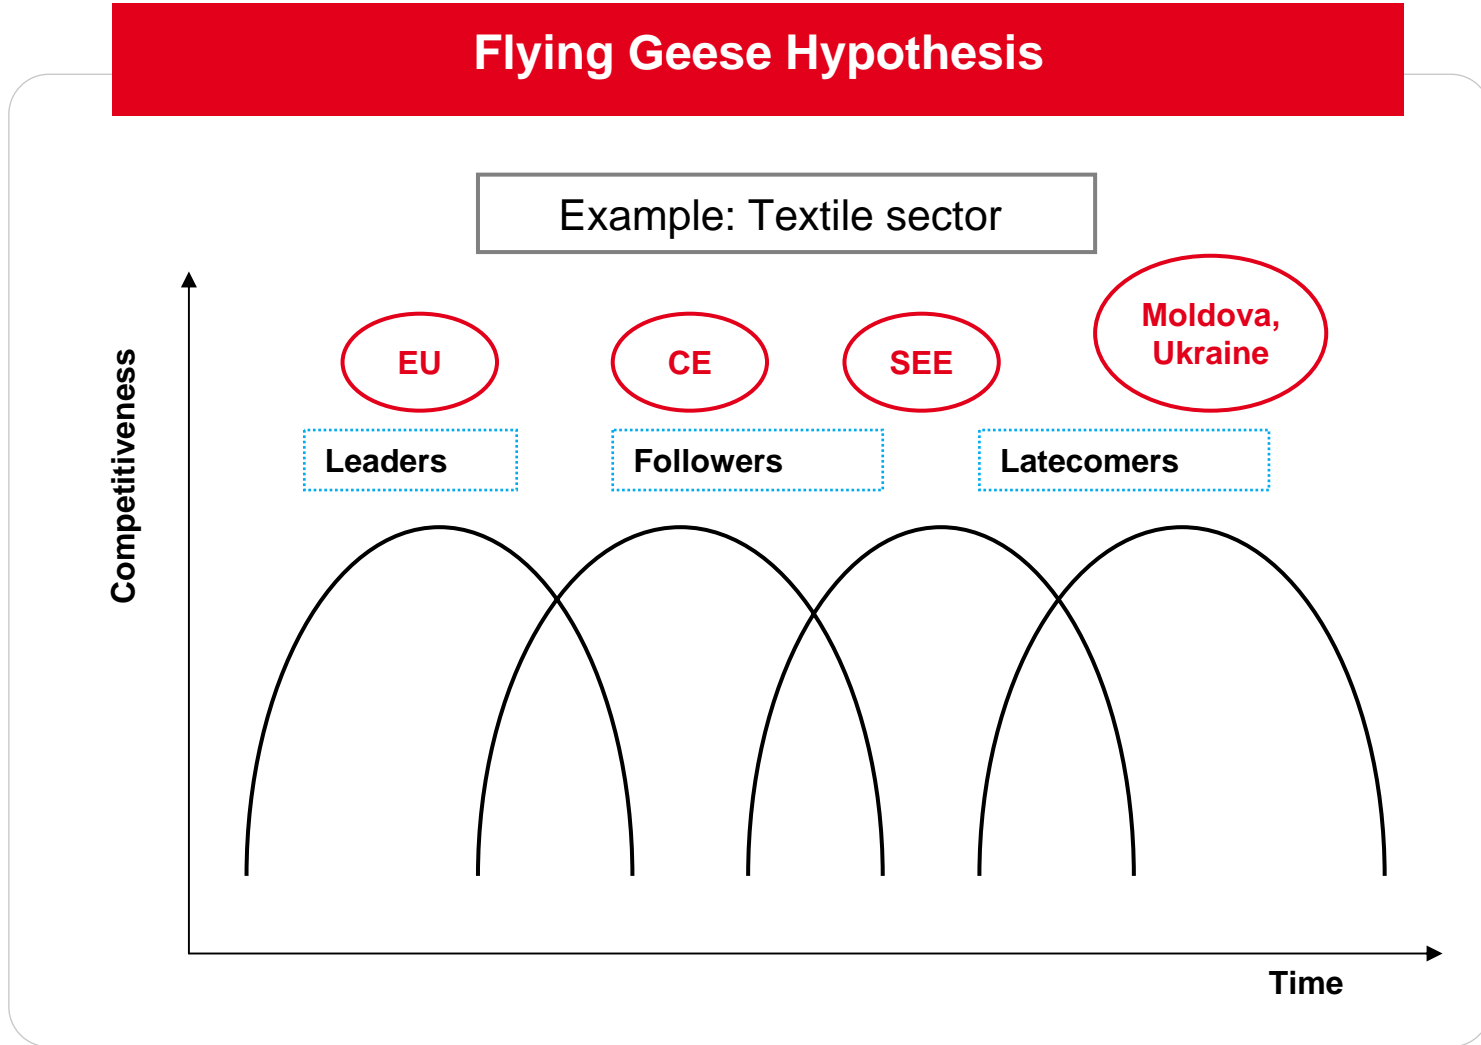 Flying Geese Hypothesis
Example: Textile sector
EU
CE
SEE
Moldova,
Ukraine
Leaders
Followers
Latecomers
Competitiveness
Time